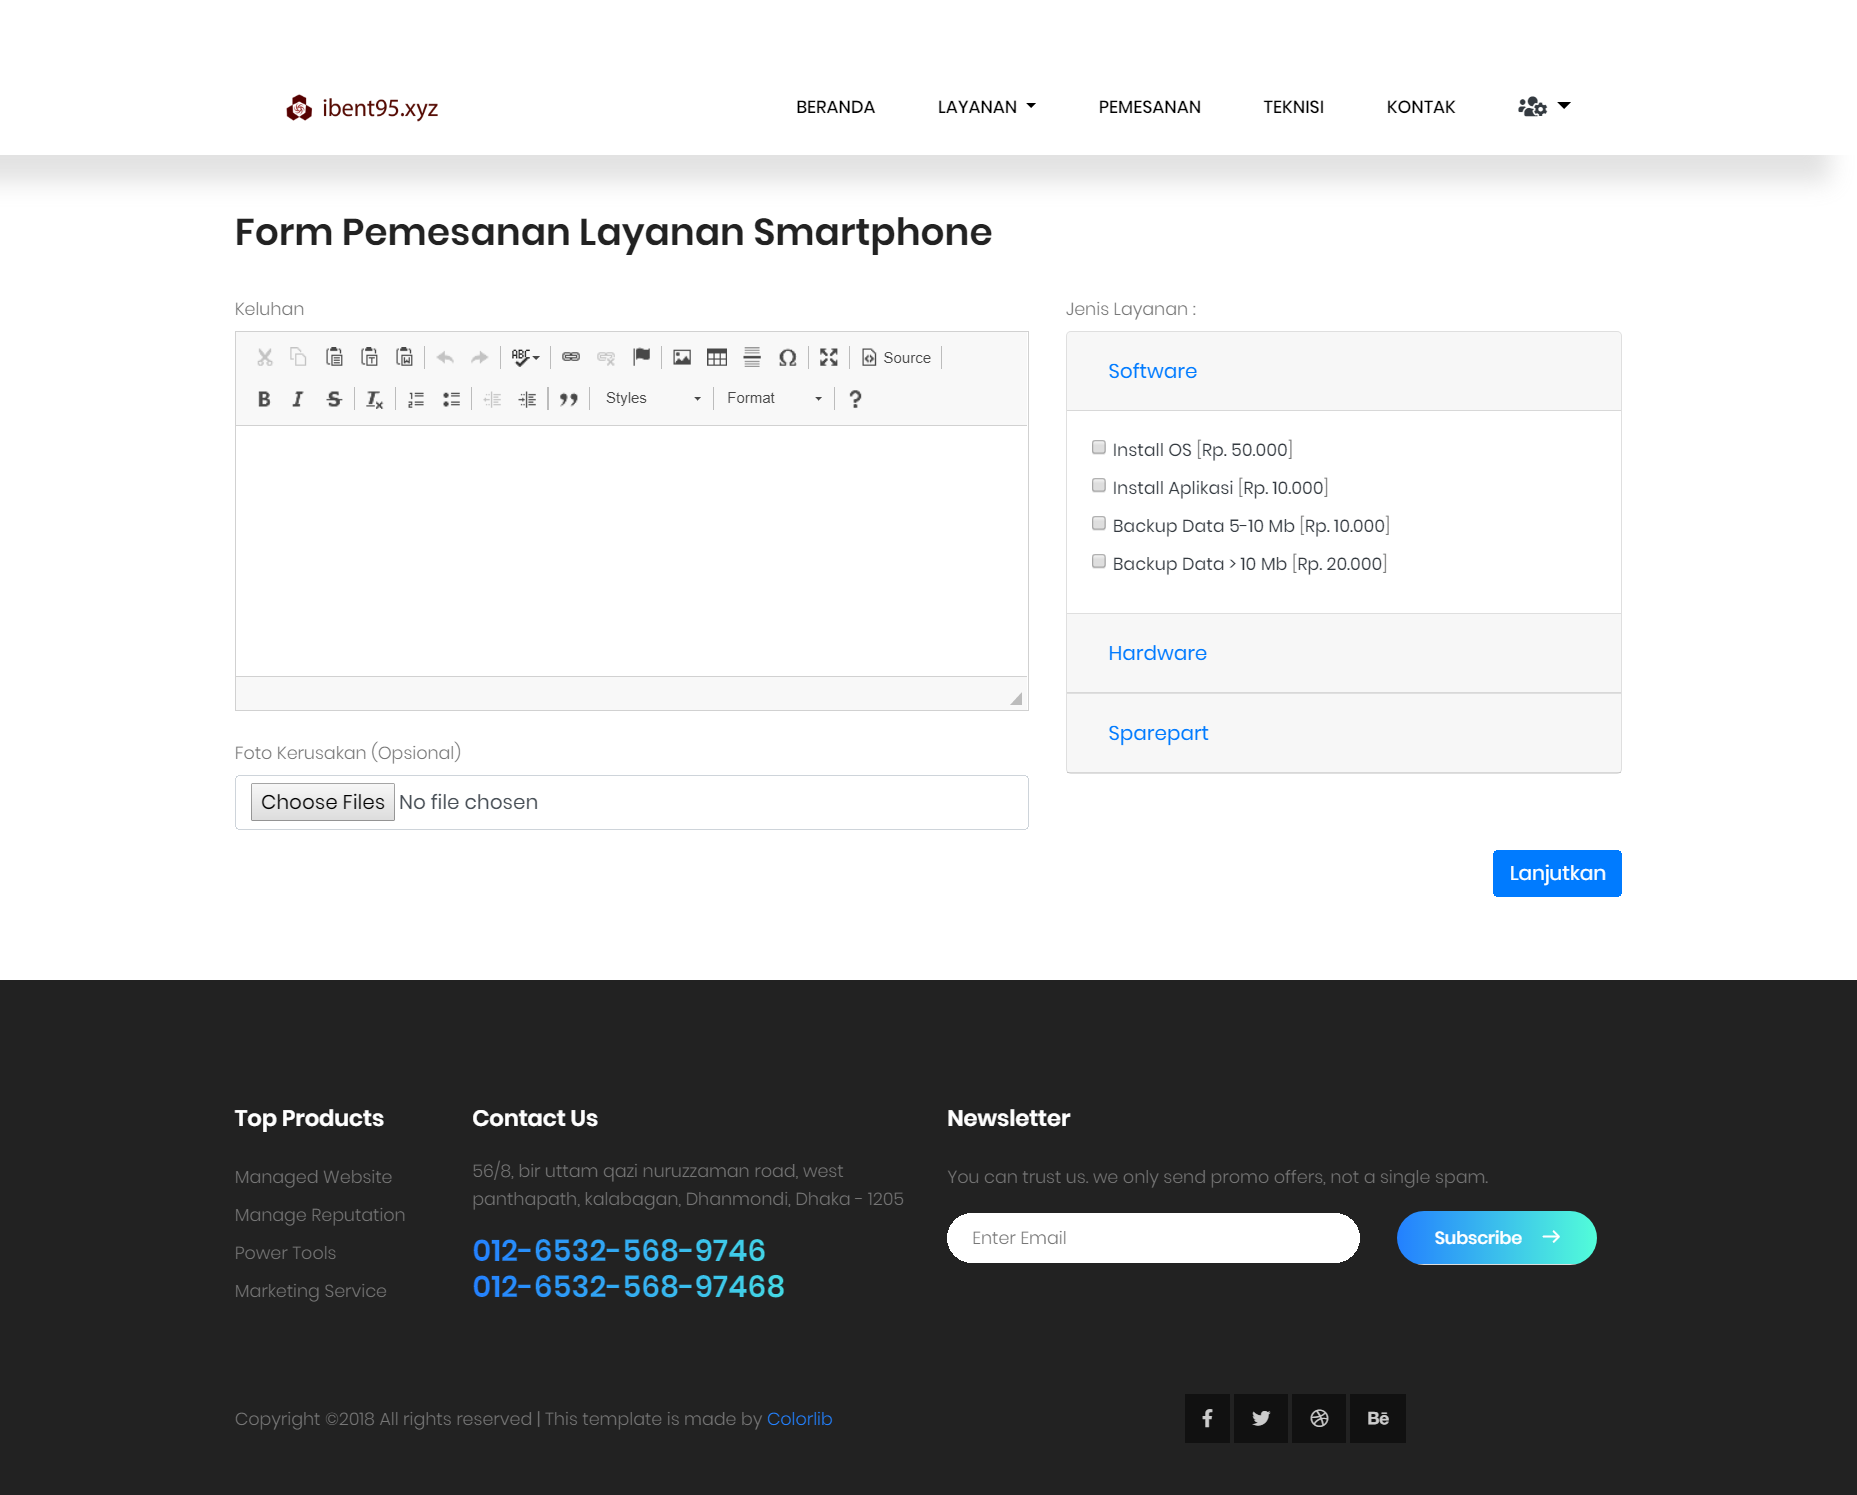 ibent95.xyz
BERANDA
LAYANAN
PEMESANAN
TEKNISI
KONTAK
Form Pemesanan Layanan Smartphone
Keluhan
ABC
Source
B I S Tx
Styles
Format
?
Foto Kerusakan (Opsional)
Choose Files No file chosen
Jenis Layanan :
Software
Install OS [Rp. 50.000]
Install Aplikasi [Rp. 10.000]
Backup Data 5-10 Mb [Rp. 10.000]
Backup Data > 10 Mb [Rp. 20.000]
Hardware
Sparepart
Lanjutkan
Top Products
Managed Website
Manage Reputation
Power Tools
Marketing Service
Contact Us
56/8, bir uttam qazi nuruzzaman road, west
panthapath, kalabagan, Dhanmondi, Dhaka - 1205
012-6532-568-9746
012-6532-568-97468
Newsletter
You can trust us. we only send promo offers, not a single spam.
Enter Email
Subscribe
Copyright ©2018 All rights reserved | This template is made by Colorlib